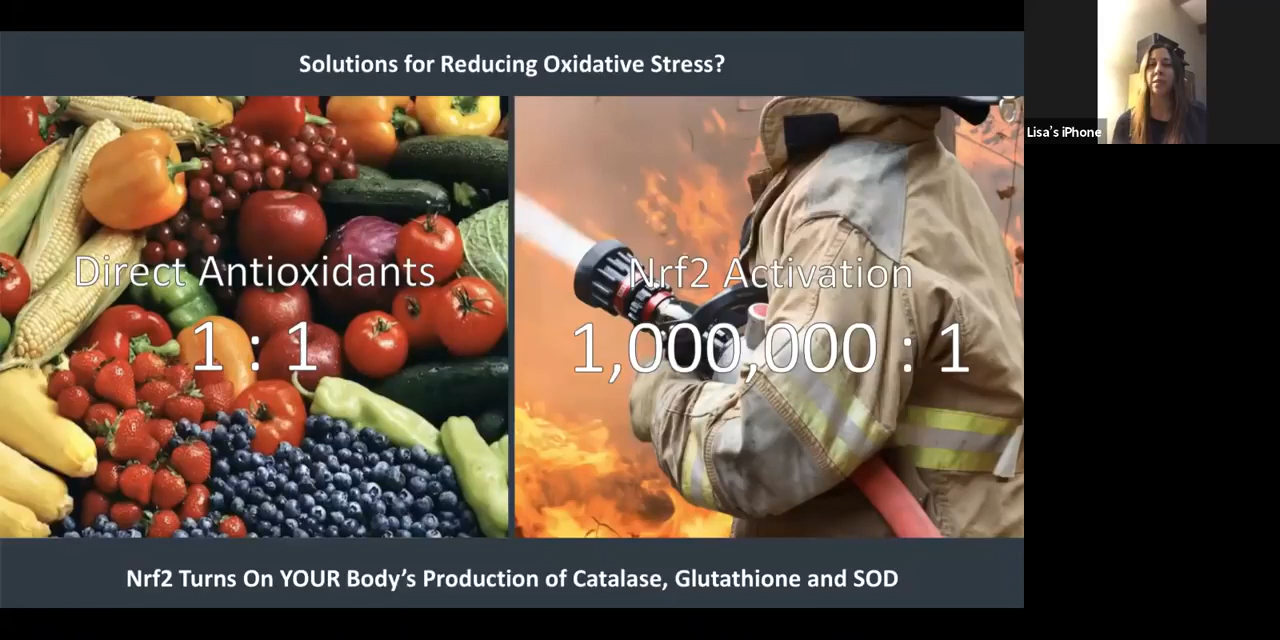 Solutions for Reducing Oxidative Stress?
Lisa's iPhone
Direct Antioxidants
1 : 1
Nrf2 Activation
1,000,000 : 1
Nrf2 Turns On YOUR Body's Production of Catalase, Glutathione and SOD